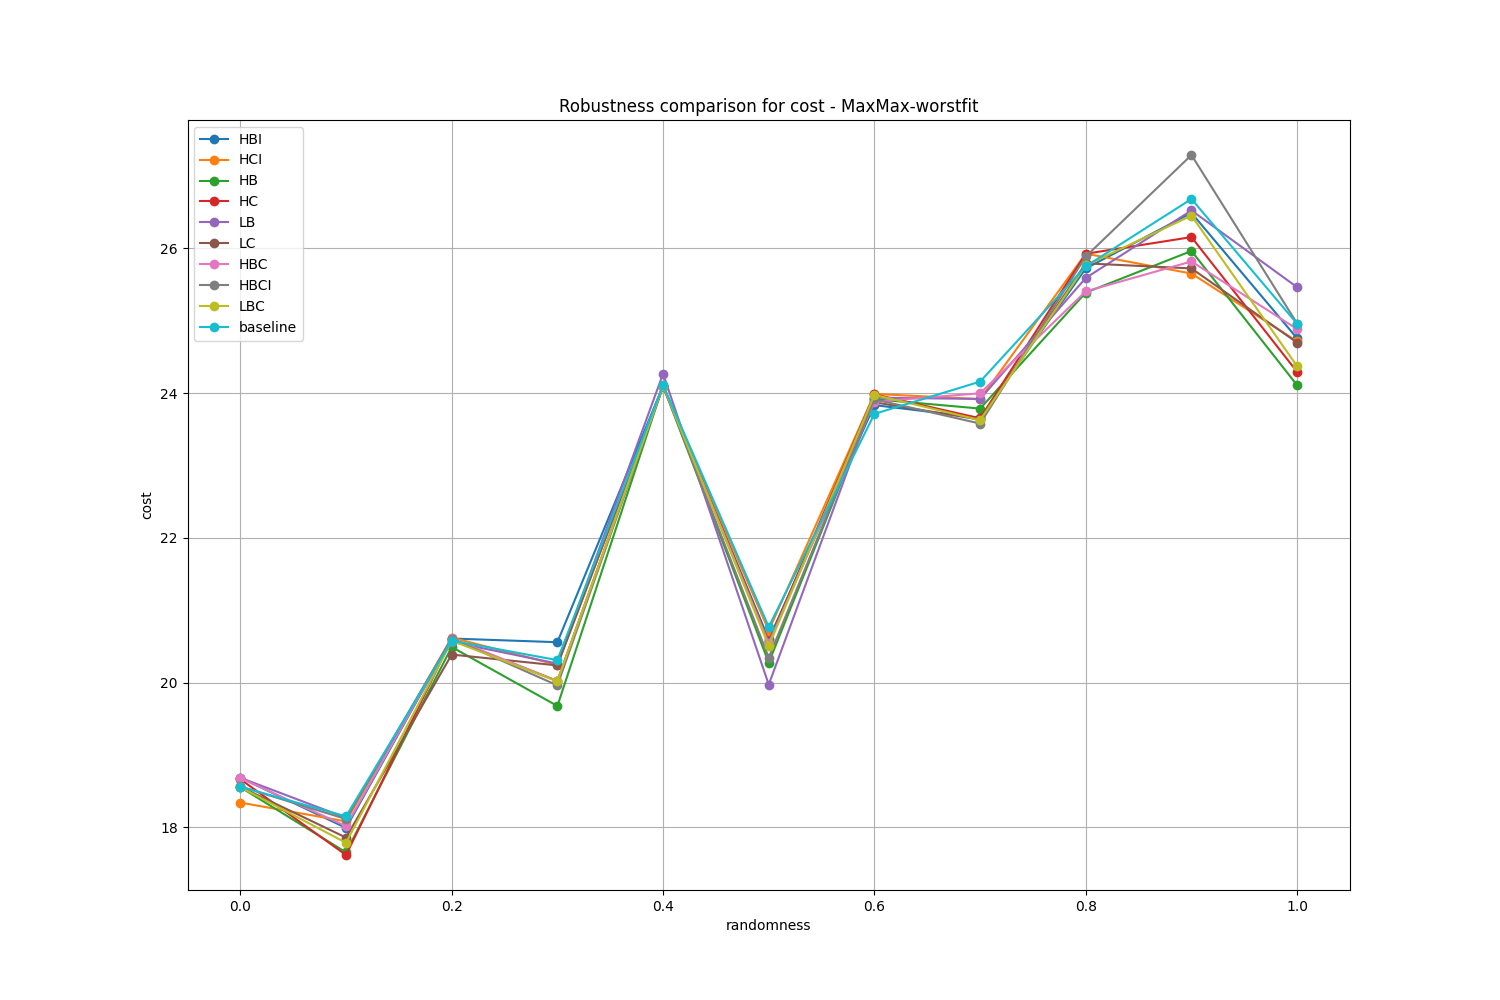 Robustness comparison for cost - MaxMax-worstfit
HBI
HCI
HB
HC
LB
LC
HBC
HBCI
LBC
baseline
26
24
22
20
18
cost
0.0 0.2 0.4 0.6 0.8 1.0
randomness